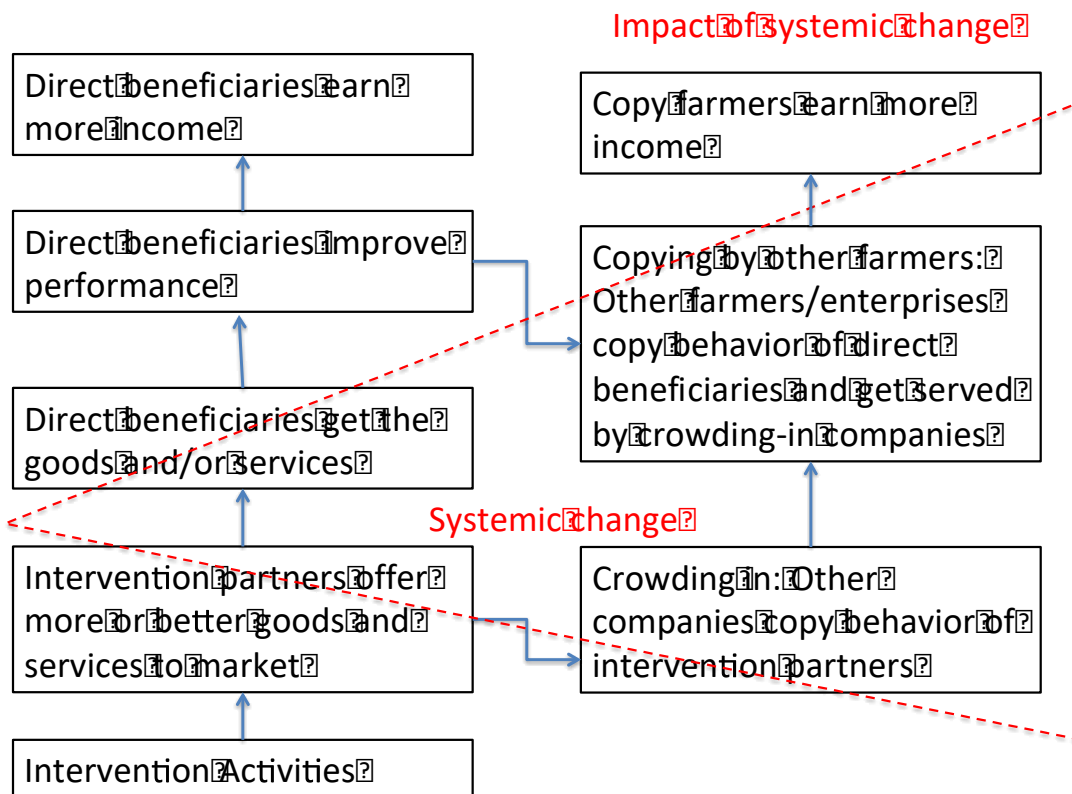 Impact of systemic change
Direct beneficiaries earn
more income
Copy farmers earn more
income
Direct beneficiaries improve
performance
Copying by other farmers:
Other farmers/enterprises
copy behavior of direct
beneficiaries and get served
by crowding-in companies
Direct beneficiaries get the
goods and/or services
Systemic change
Intervention partners offer
more or better goods and
services to market
Crowding in: Other
companies copy behavior of
intervention partners
Intervention Activities